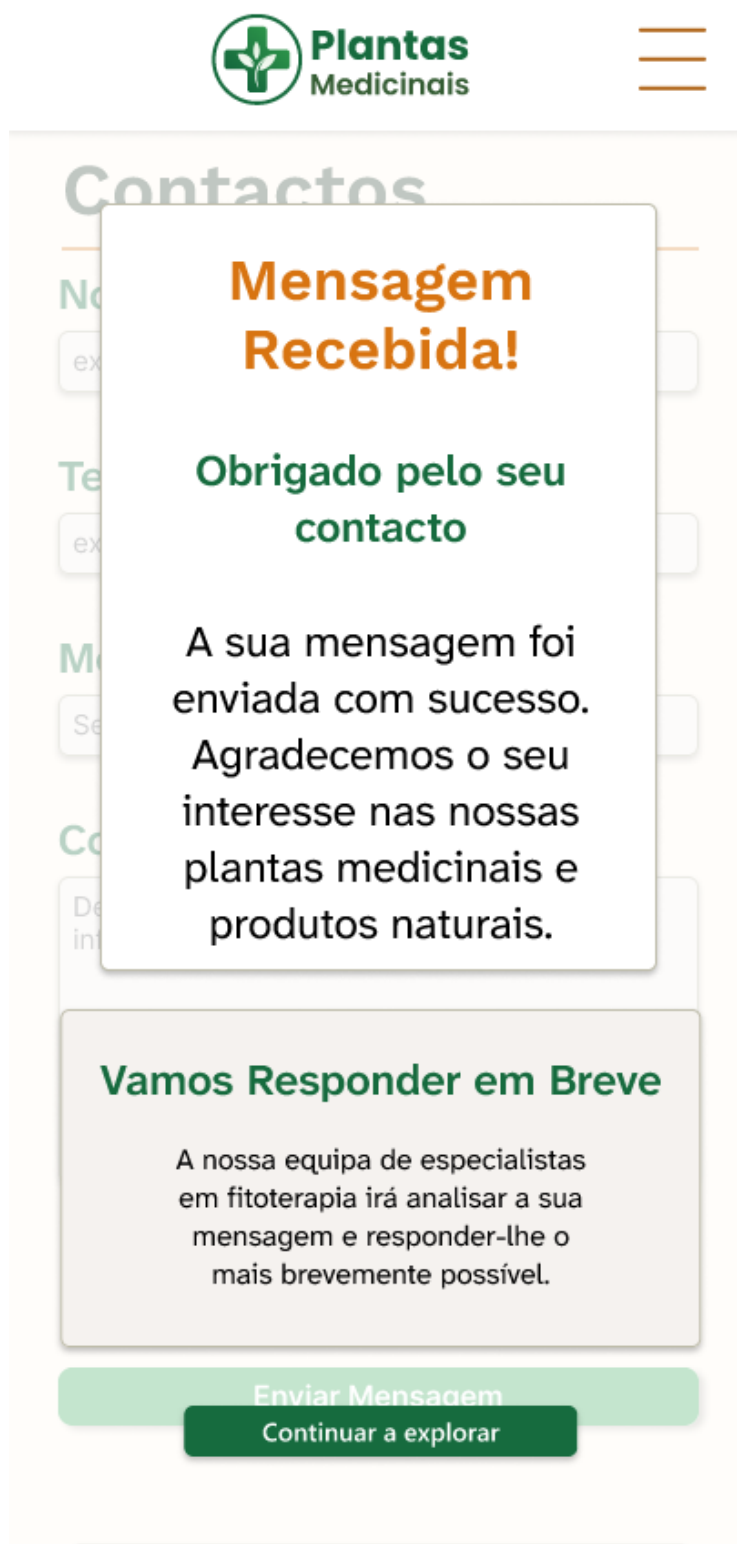 Plantas
Medicinais
Contactos
Mensagem
Recebida!
Obrigado pelo seu
contacto
A sua mensagem foi
enviada com sucesso.
Agradecemos o seu
interesse nas nossas
plantas medicinais e
produtos naturais.
Vamos Responder em Breve
A nossa equipa de especialistas
em fitoterapia irá analisar a sua
mensagem e responder-lhe o
mais brevemente possível.
Enviar Mensagem
Continuar a explorar